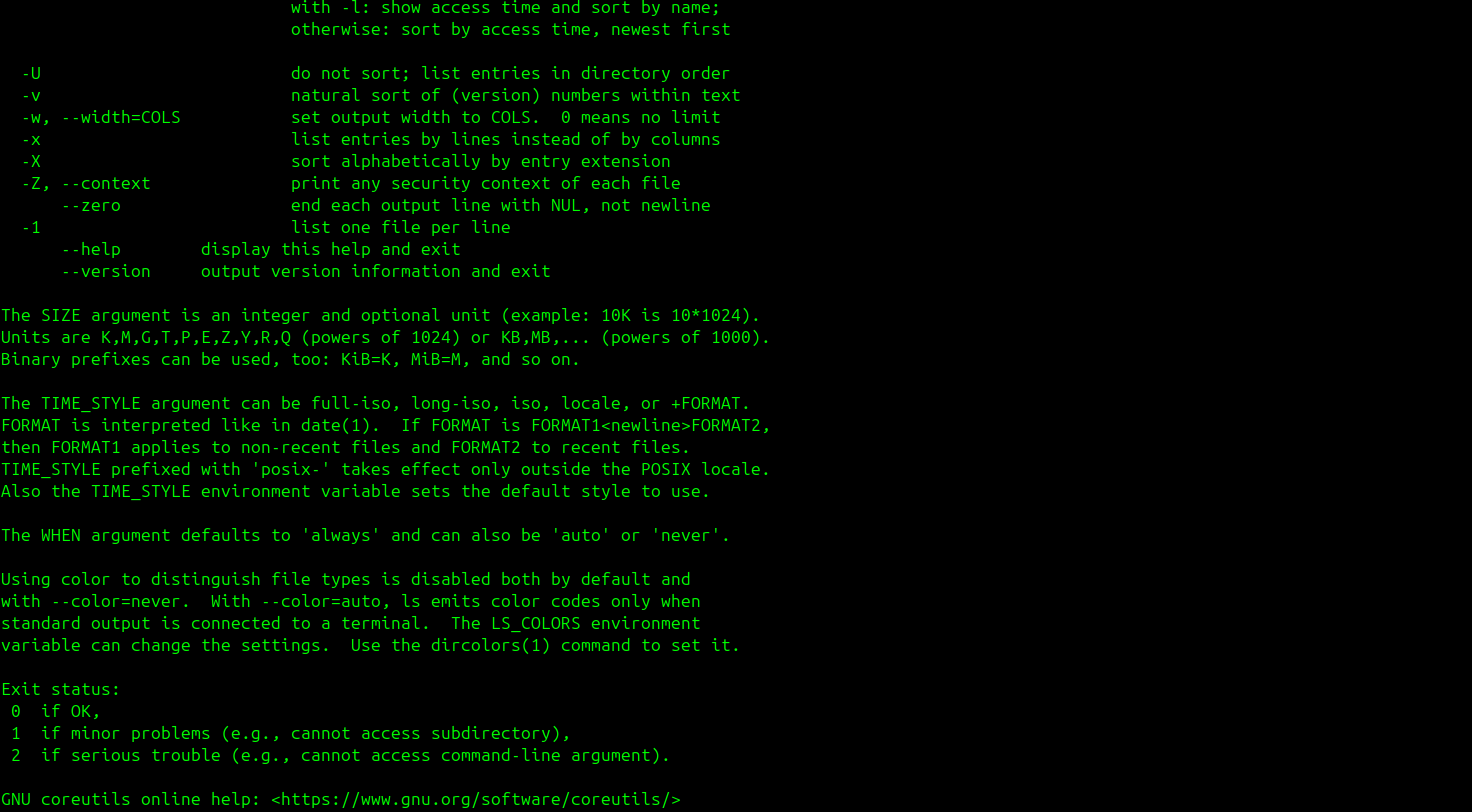 with -l: show access time and sort by name;
                             otherwise: sort by access time, newest first

  -U                         do not sort; list entries in directory order
  -v                         natural sort of (version) numbers within text
  -w, --width=COLS           set output width to COLS.  0 means no limit
  -x                         list entries by lines instead of by columns
  -X                         sort alphabetically by entry extension
  -Z, --context              print any security context of each file
      --zero                 end each output line with NUL, not newline
  -1                         list one file per line
      --help        display this help and exit
      --version     output version information and exit

The SIZE argument is an integer and optional unit (example: 10K is 10*1024).
Units are K,M,G,T,P,E,Z,Y,R,Q (powers of 1024) or KB,MB,... (powers of 1000).
Binary prefixes can be used, too: KiB=K, MiB=M, and so on.

The TIME_STYLE argument can be full-iso, long-iso, iso, locale, or +FORMAT.
FORMAT is interpreted like in date(1).  If FORMAT is FORMAT1<newline>FORMAT2,
then FORMAT1 applies to non-recent files and FORMAT2 to recent files.
TIME_STYLE prefixed with 'posix-' takes effect only outside the POSIX locale.
Also the TIME_STYLE environment variable sets the default style to use.

The WHEN argument defaults to 'always' and can also be 'auto' or 'never'.

Using color to distinguish file types is disabled both by default and
with --color=never.  With --color=auto, ls emits color codes only when
standard output is connected to a terminal.  The LS_COLORS environment
variable can change the settings.  Use the dircolors(1) command to set it.

Exit status:
 0  if OK,
 1  if minor problems (e.g., cannot access subdirectory),
 2  if serious trouble (e.g., cannot access command-line argument).

GNU coreutils online help: <https://www.gnu.org/software/coreutils/>